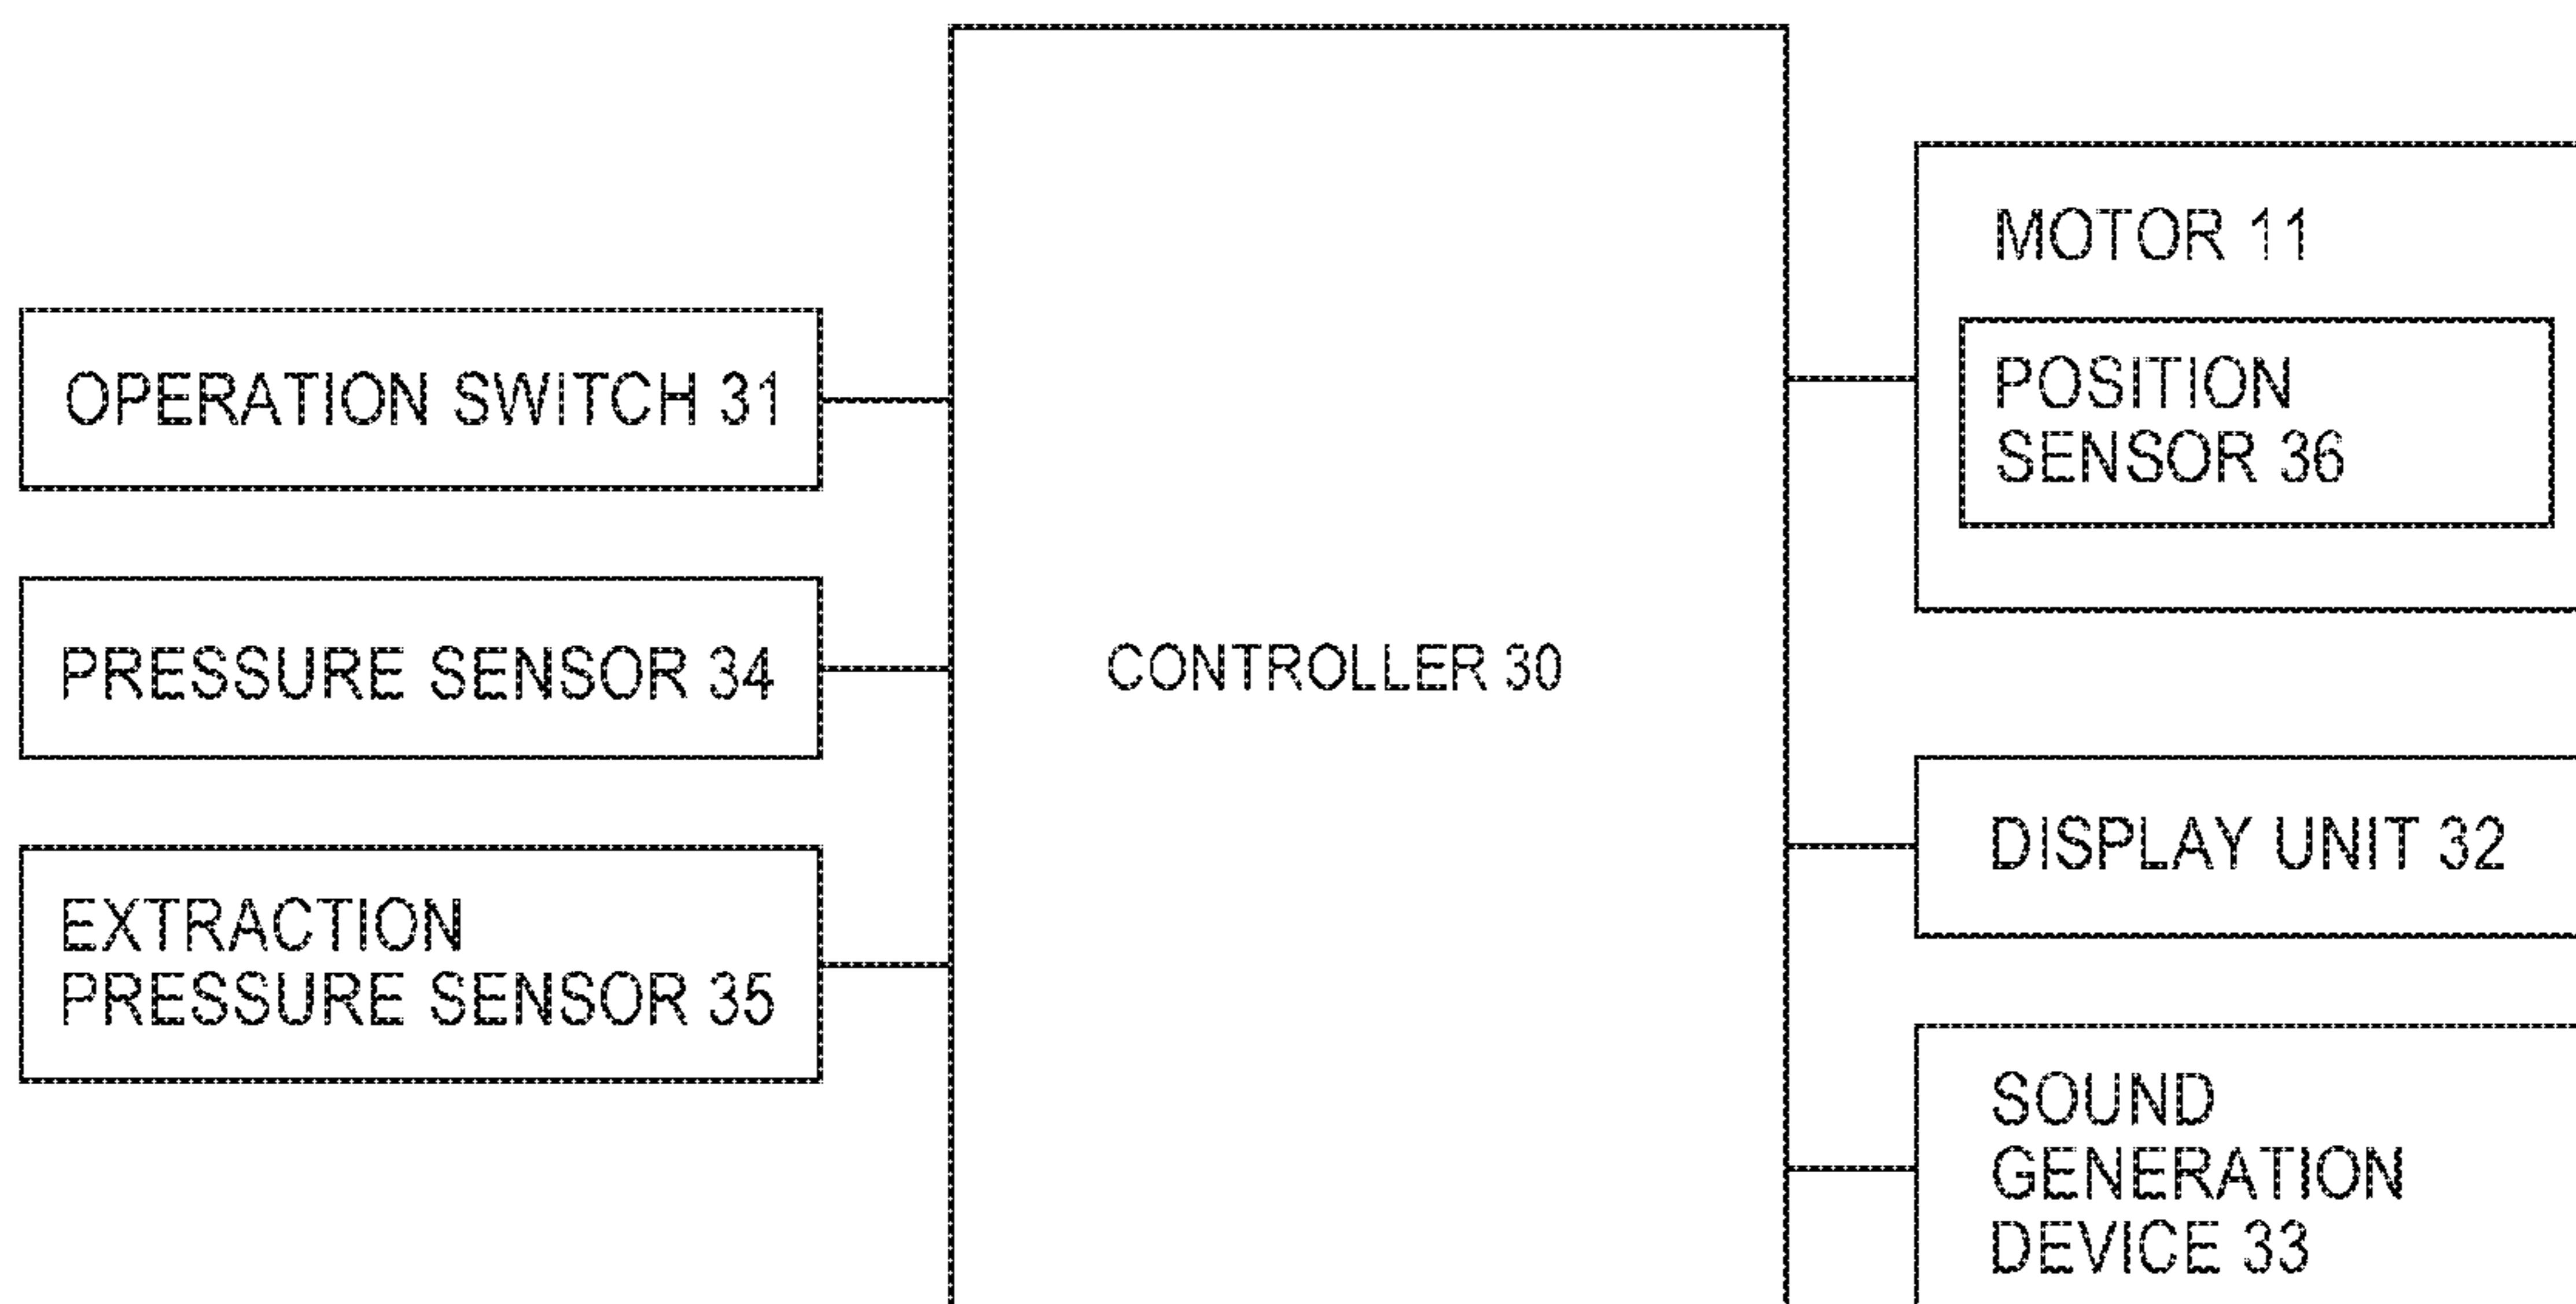 OPERATION SWITCH 31
PRESSURE SENSOR 34
EXTRACTION
PRESSURE SENSOR 35
CONTROLLER 30
MOTOR 11
POSITION
SENSOR 36
DISPLAY UNIT 32
SOUND
GENERATION
DEVICE 33